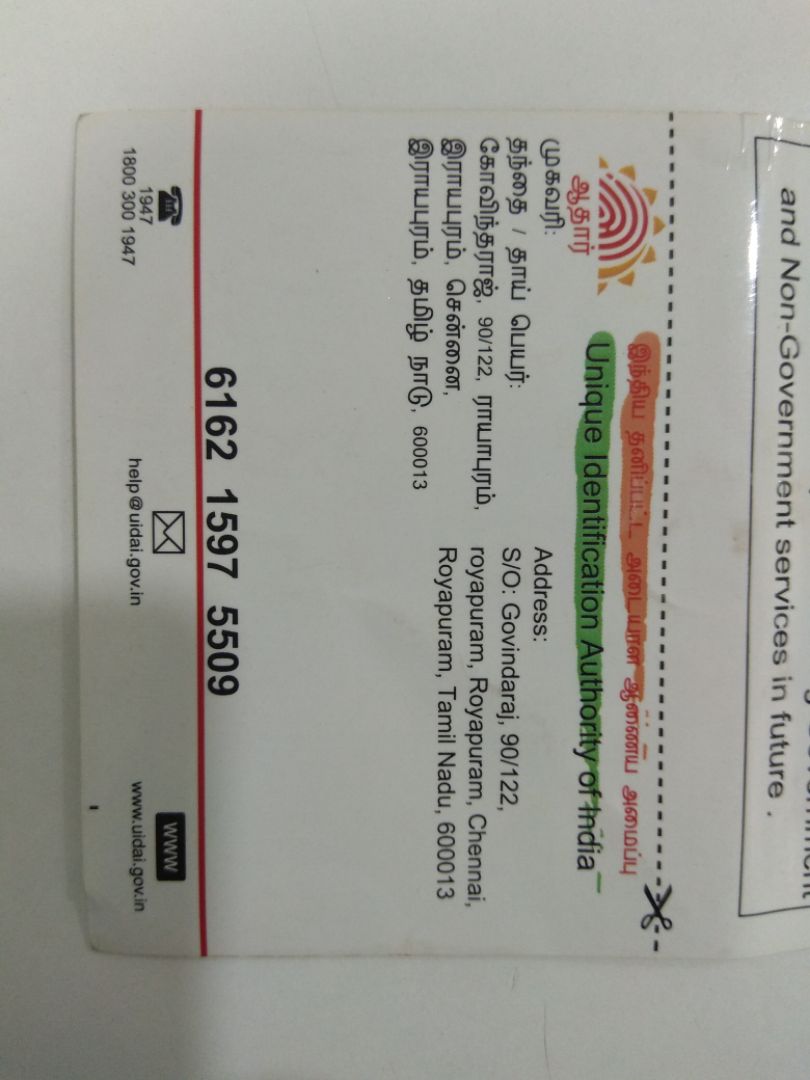 and Non-Government services in future .
ஆதார்
இந்திய தனிப்பட்ட அடையாள ஆணைய அமைப்பு
Unique Identification Authority of India
முகவரி:
தந்தை / தாய் பெயர்:
கோவிந்தராஜ், 90/122, ராயாபுரம்,
இராயபுரம், சென்னை,
இராயபுரம், தமிழ் நாடு, 600013
Address:
S/O: Govindaraj, 90/122,
royapuram, Royapuram, Chennai,
Royapuram, Tamil Nadu, 600013
6162 1597 5509
1947
1800 300 1947
help@uidai.gov.in
www
www.uidai.gov.in